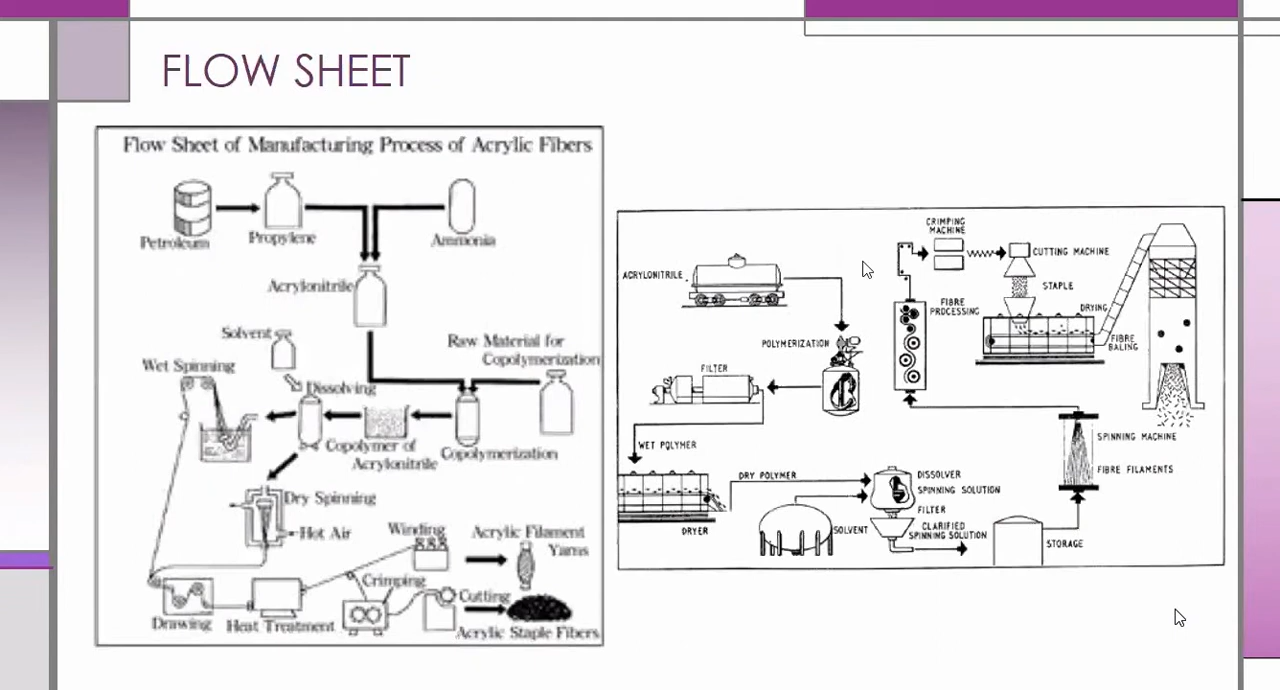 FLOW SHEET
Flow Sheet of Manufacturing Process of Acrylic Fibers
Petroleum
Propylene
Ammonia
Acrylonitrile
Solvent
Raw Material for
Copolymerization
Wet Spinning
Dissolving
Copolymer of
Acrylonitrile
Copolymerization
Dry Spinning
Hot Air
Winding
Acrylic Filament
Yarns
Crimping
Cutting
Drawing
Heat Treatment
Acrylic Staple Fibers
CRIMPING
MACHINE
CUTTING MACHINE
ACRYLONITRILE
STAPLE
FIBRE
PROCESSING
DRYING
POLYMERIZATION
FIBRE
BALING
FILTER
WET POLYMER
SPINNING MACHINE
FIBRE FILAMENTS
DRY POLYMER
DISSOLVER
SPINNING SOLUTION
FILTER
DRYER
SOLVENT
CLARIFIED
SPINNING SOLUTION
STORAGE